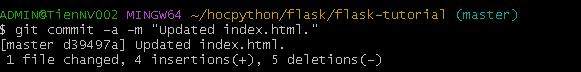 ADMIN@TienNV002 MINGW64 ~/hocpython/flask/flask-tutorial (master)
$ git commit -a -m "Updated index.html."
[master d39497a] Updated index.html.
 1 file changed, 4 insertions(+), 5 deletions(-)